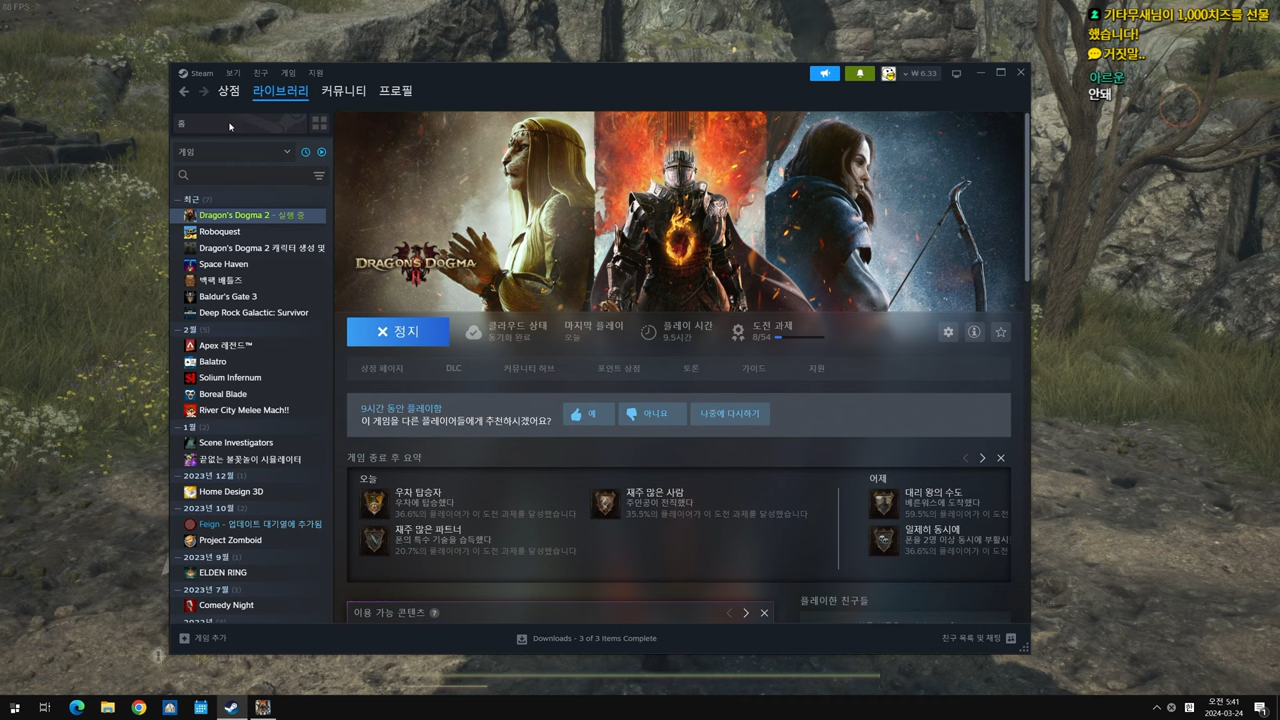 88 FPS
기타무새님이 1,000치즈를 선물
했습니다!
거짓말..
아르운
안돼
Steam 보기 친구 게임 지원
₩ 6.33
상점 라이브러리 커뮤니티 프로필
홈
게임
최근 (7)
Dragon's Dogma 2 - 실행 중
Roboquest
Dragon's Dogma 2 캐릭터 생성 및
Space Haven
백팩 배틀즈
Baldur's Gate 3
Deep Rock Galactic: Survivor
2월 (5)
Apex 레전드™
Balatro
Solium Infernum
Boreal Blade
River City Melee Mach!!
1월 (2)
Scene Investigators
끝없는 불꽃놀이 시뮬레이터
2023년 12월 (1)
Home Design 3D
2023년 10월 (2)
Feign - 업데이트 대기열에 추가됨
Project Zomboid
2023년 9월 (1)
ELDEN RING
2023년 7월 (1)
Comedy Night
DRAGON'S DOGMA
II
정지
클라우드 상태
동기화 완료
마지막 플레이
오늘
플레이 시간
9.5시간
도전 과제
8/54
상점 페이지 DLC 커뮤니티 허브 포인트 상점 토론 가이드 지원
9시간 동안 플레이함
이 게임을 다른 플레이어들에게 추천하시겠어요?
예
아니요
나중에 다시하기
게임 종료 후 요약
오늘
우자 탑승자
우차에 탑승했다
36.6%의 플레이어가 이 도전 과제를 달성했습니다
재주 많은 사람
주인공이 전직했다
35.5%의 플레이어가 이 도전 과제를 달성했습니다
재주 많은 파트너
폰의 특수 기술을 습득했다
20.7%의 플레이어가 이 도전 과제를 달성했습니다
어제
대리 왕의 수도
베른워스에 도착했다
59.5%의 플레이어가 이 도전
일제히 동시에
폰을 2명 이상 동시에 부활시
36.6%의 플레이어가 이 도전
이용 가능 콘텐츠 ?
플레이한 친구들
게임 추가
Downloads - 3 of 3 Items Complete
친구 목록 및 채팅
오전 5:41
2024-03-24
1